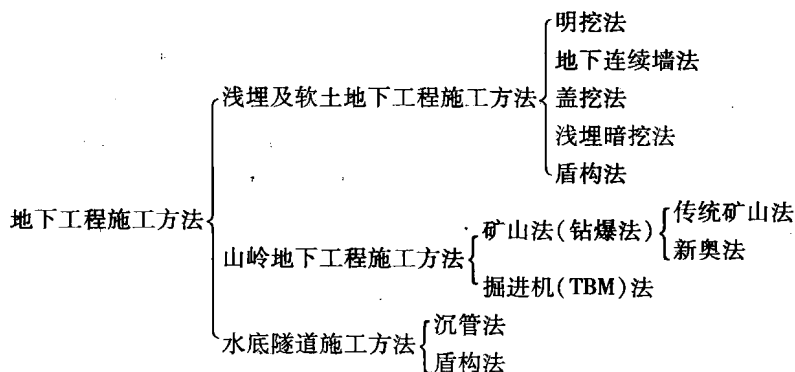 明挖法
地下连续墙法
浅埋及软土地下工程施工方法
盖挖法
浅埋暗挖法
盾构法
地下工程施工方法
传统矿山法
矿山法(钻爆法)
新奥法
山岭地下工程施工方法
掘进机(TBM)法
沉管法
水底隧道施工方法
盾构法